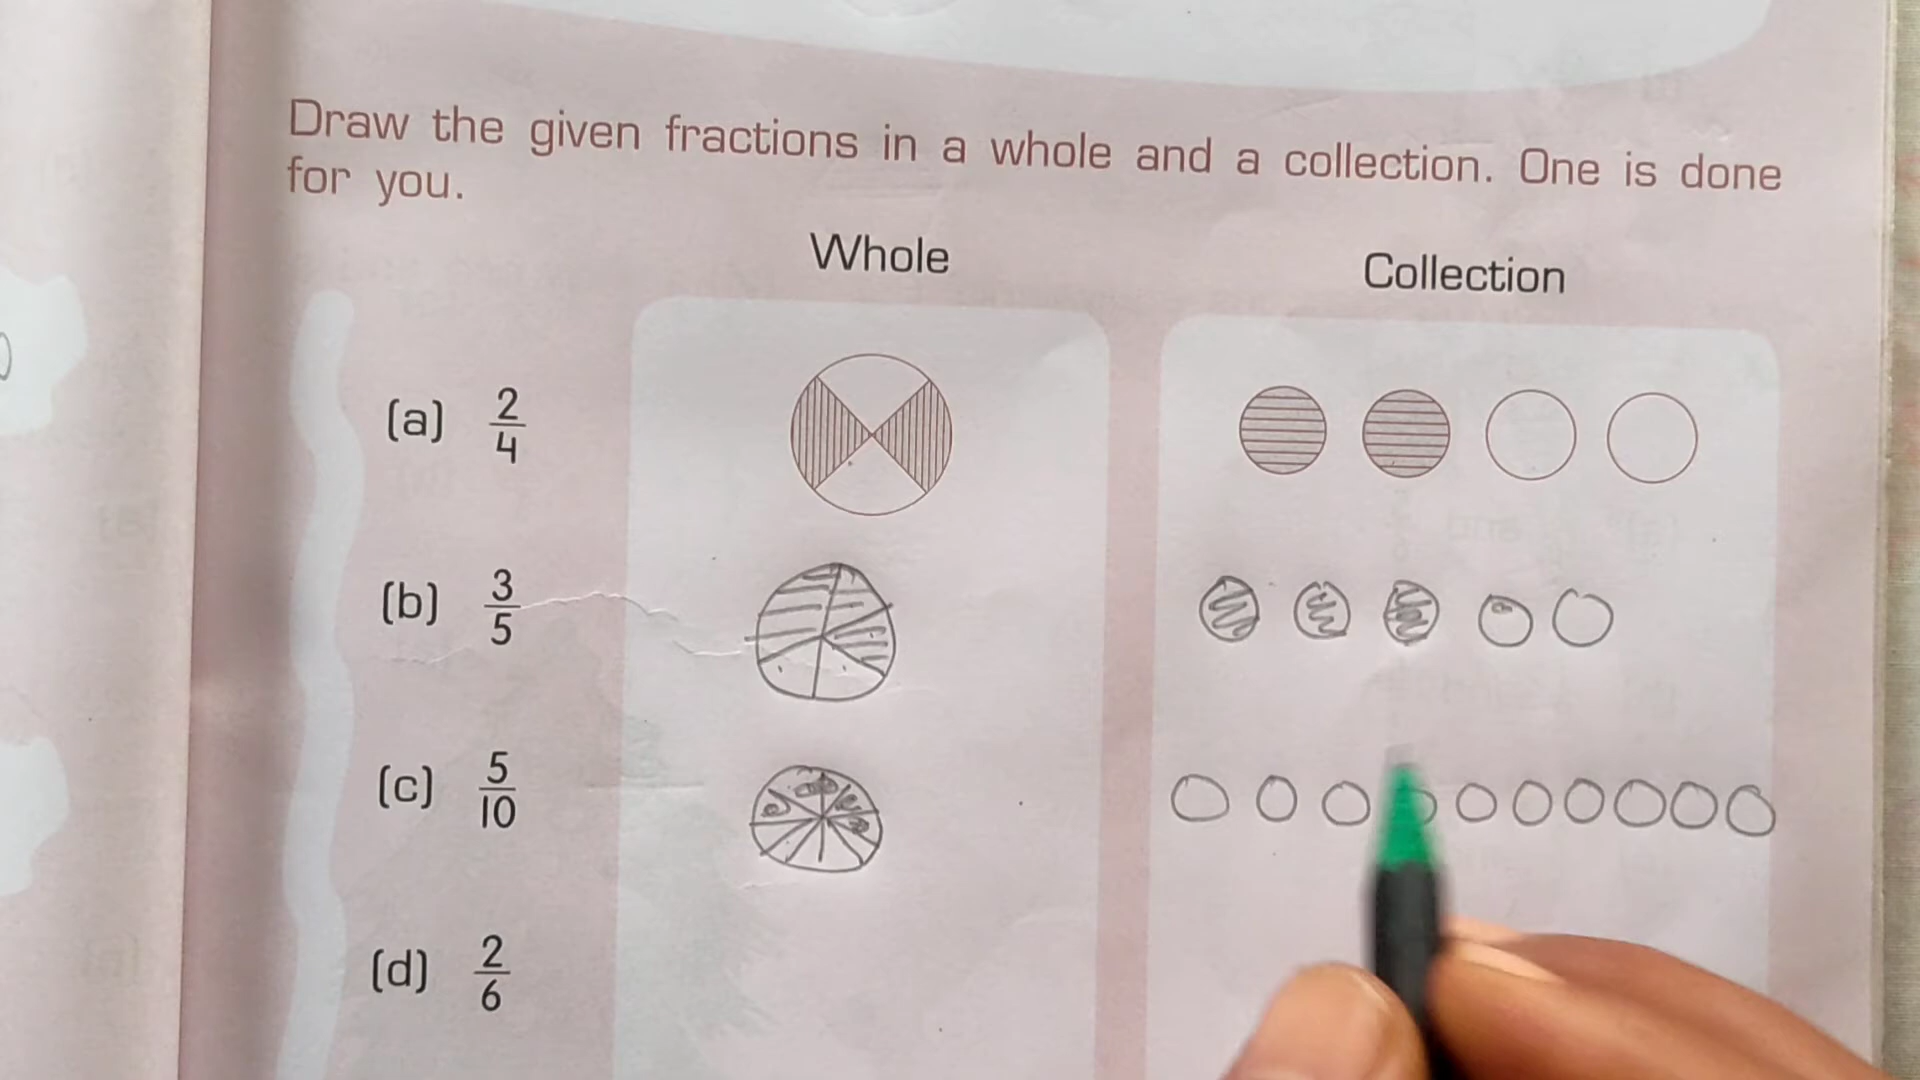 Draw the given fractions in a whole and a collection. One is done
for you.
Whole
Collection
(a) 2/4
(b) 3/5
(c) 5/10
(d) 2/6